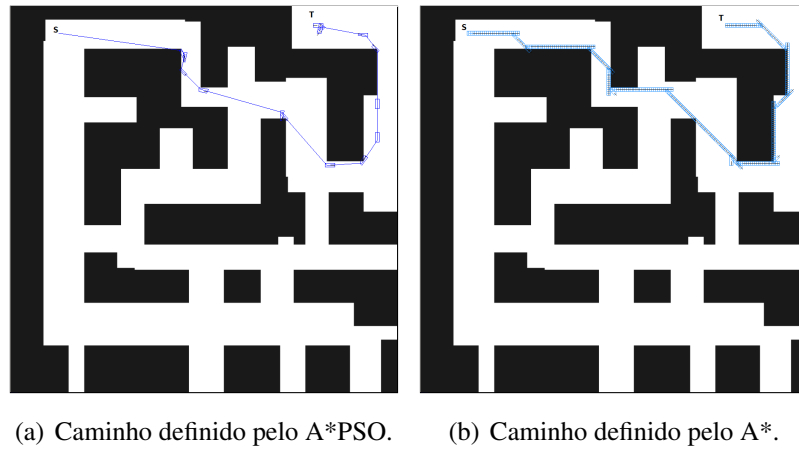 S
T
S
T
(a) Caminho definido pelo A*PSO.
(b) Caminho definido pelo A*.